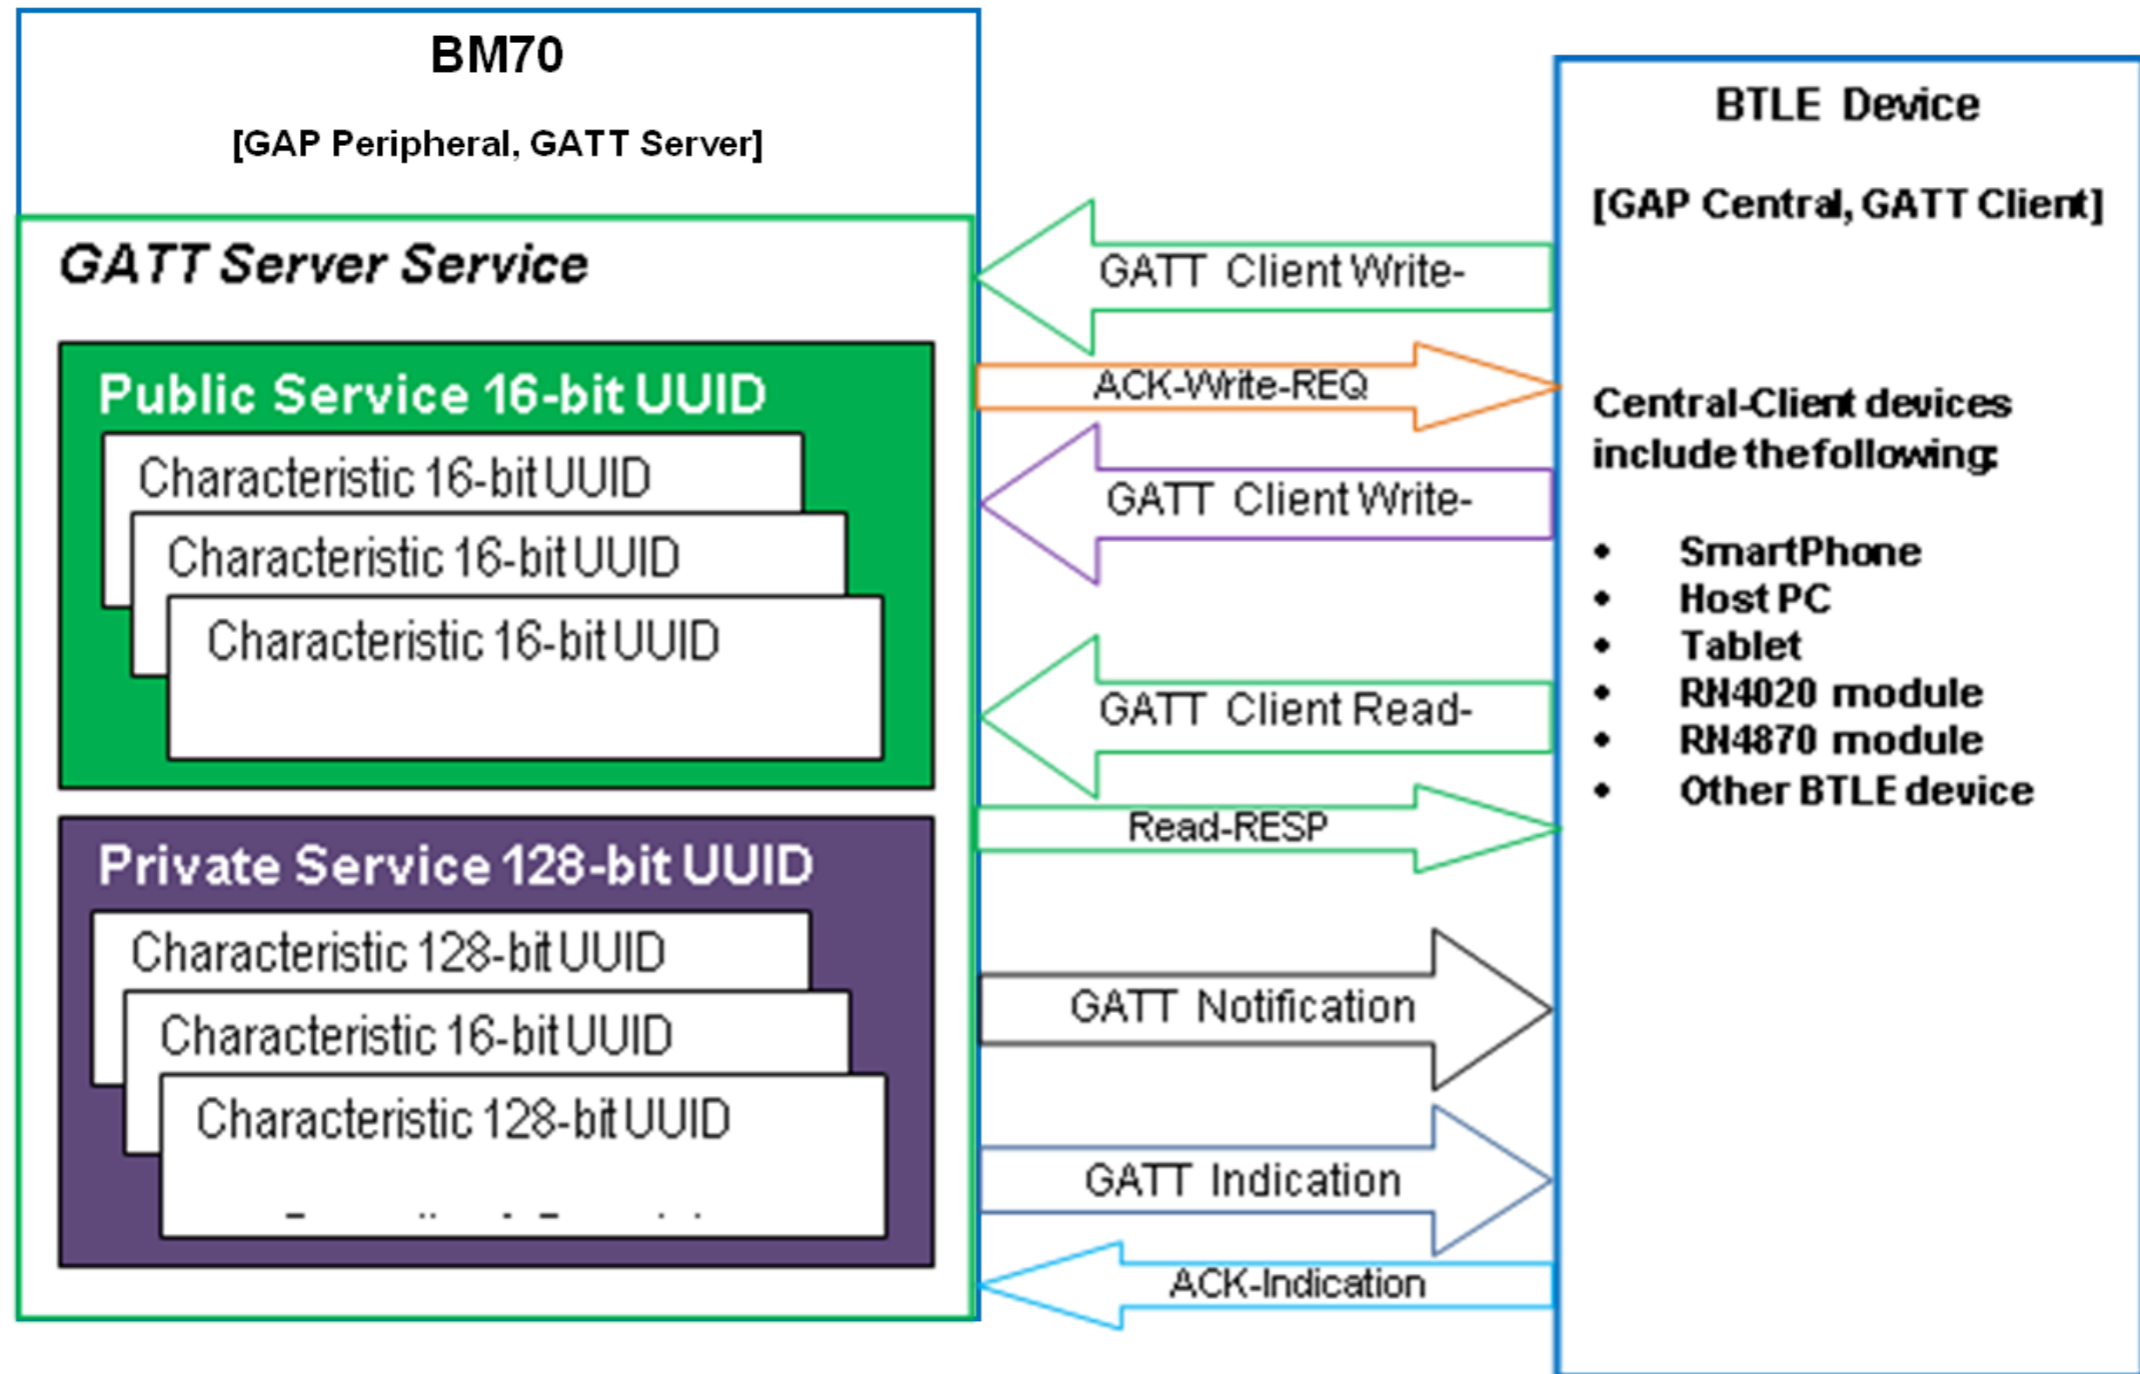 BM70
[GAP Peripheral, GATT Server]
GATT Server Service
Public Service 16-bit UUID
Characteristic 16-bit UUID
Characteristic 16-bit UUID
Characteristic 16-bit UUID
Private Service 128-bit UUID
Characteristic 128-bit UUID
Characteristic 16-bit UUID
Characteristic 128-bit UUID
GATT Client Write-
ACK-Write-REQ
GATT Client Write-
GATT Client Read-
Read-RESP
GATT Notification
GATT Indication
ACK-Indication
BTLE Device
[GAP Central, GATT Client]
Central-Client devices
include the following:
• SmartPhone
• Host PC
• Tablet
• RN4020 module
• RN4870 module
• Other BTLE device